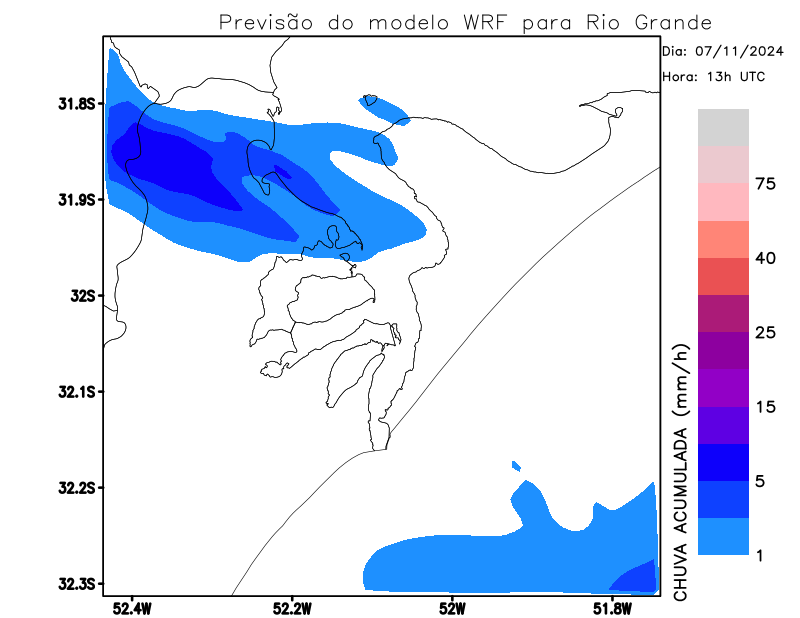 Previsão do modelo WRF para Rio Grande
Dia: 07/11/2024
Hora: 13h UTC
31.8S
31.9S
32S
32.1S
32.2S
32.3S
52.4W
52.2W
52W
51.8W
75
40
25
15
5
1
CHUVA ACUMULADA (mm/h)